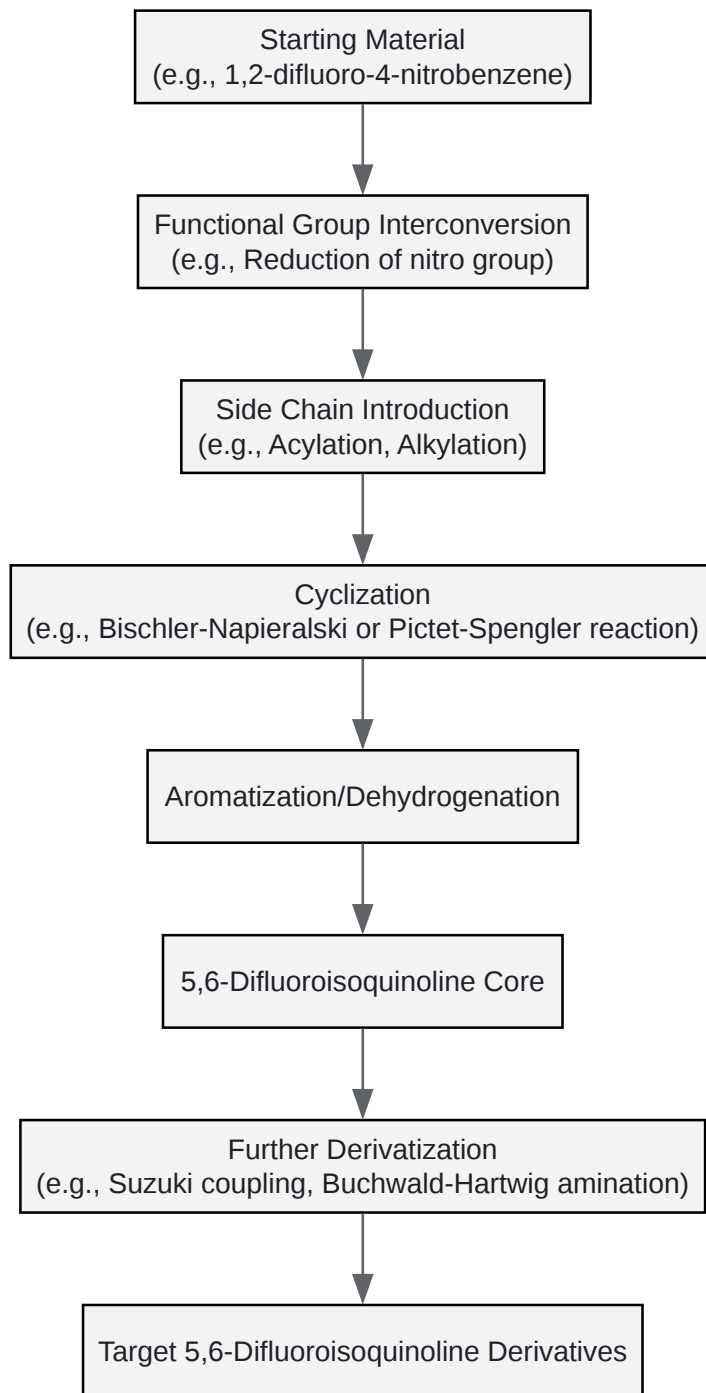 Starting Material
(e.g., 1,2-difluoro-4-nitrobenzene)
Functional Group Interconversion
(e.g., Reduction of nitro group)
Side Chain Introduction
(e.g., Acylation, Alkylation)
Cyclization
(e.g., Bischler-Napieralski or Pictet-Spengler reaction)
Aromatization/Dehydrogenation
5,6-Difluoroisoquinoline Core
Further Derivatization
(e.g., Suzuki coupling, Buchwald-Hartwig amination)
Target 5,6-Difluoroisoquinoline Derivatives